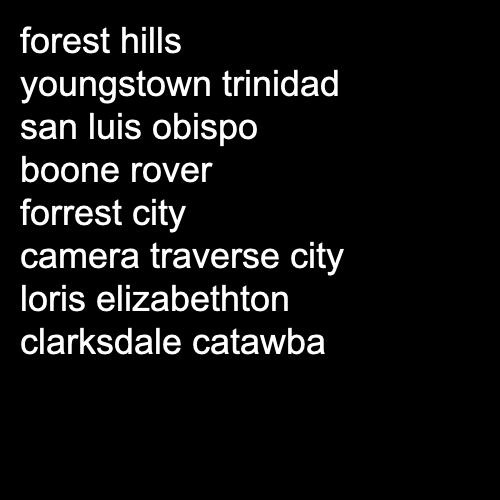 forest hills
youngstown trinidad
san luis obispo
boone rover
forrest city
camera traverse city
loris elizabethton
clarksdale catawba